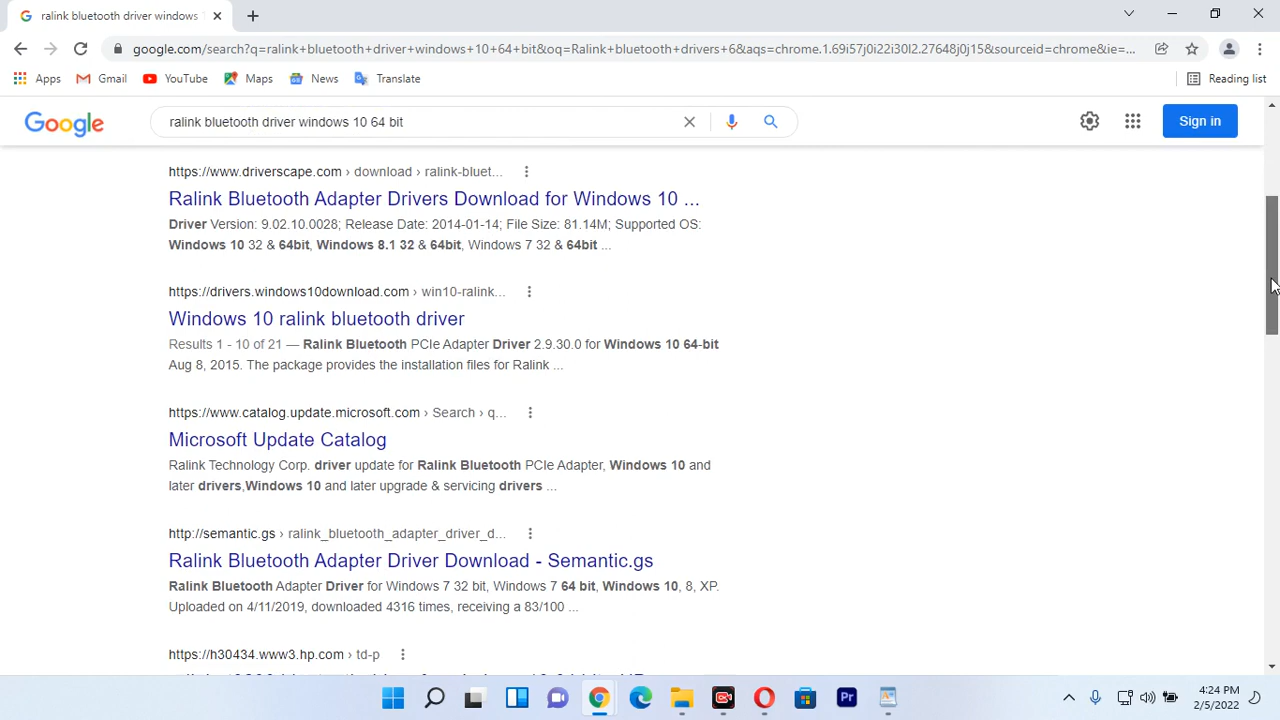 ralink bluetooth driver windows
google.com/search?q=ralink+bluetooth+driver+windows+10+64+bit&oq=Ralink+bluetooth+drivers+6&aqs=chrome.1.69i57j0i22i30l2.27648j0j15&sourceid=chrome&ie=...
Apps Gmail YouTube Maps News Translate Reading list
Google ralink bluetooth driver windows 10 64 bit Sign in
https://www.driverscape.com › download › ralink-bluet...
Ralink Bluetooth Adapter Drivers Download for Windows 10 ...
Driver Version: 9.02.10.0028; Release Date: 2014-01-14; File Size: 81.14M; Supported OS:
Windows 10 32 & 64bit, Windows 8.1 32 & 64bit, Windows 7 32 & 64bit ...
https://drivers.windows10download.com › win10-ralink...
Windows 10 ralink bluetooth driver
Results 1 - 10 of 21 — Ralink Bluetooth PCIe Adapter Driver 2.9.30.0 for Windows 10 64-bit
Aug 8, 2015. The package provides the installation files for Ralink ...
https://www.catalog.update.microsoft.com › Search › q...
Microsoft Update Catalog
Ralink Technology Corp. driver update for Ralink Bluetooth PCIe Adapter, Windows 10 and
later drivers,Windows 10 and later upgrade & servicing drivers ...
http://semantic.gs › ralink_bluetooth_adapter_driver_d...
Ralink Bluetooth Adapter Driver Download - Semantic.gs
Ralink Bluetooth Adapter Driver for Windows 7 32 bit, Windows 7 64 bit, Windows 10, 8, XP.
Uploaded on 4/11/2019, downloaded 4316 times, receiving a 83/100 ...
https://h30434.www3.hp.com › td-p
Pr
4:24 PM
2/5/2022